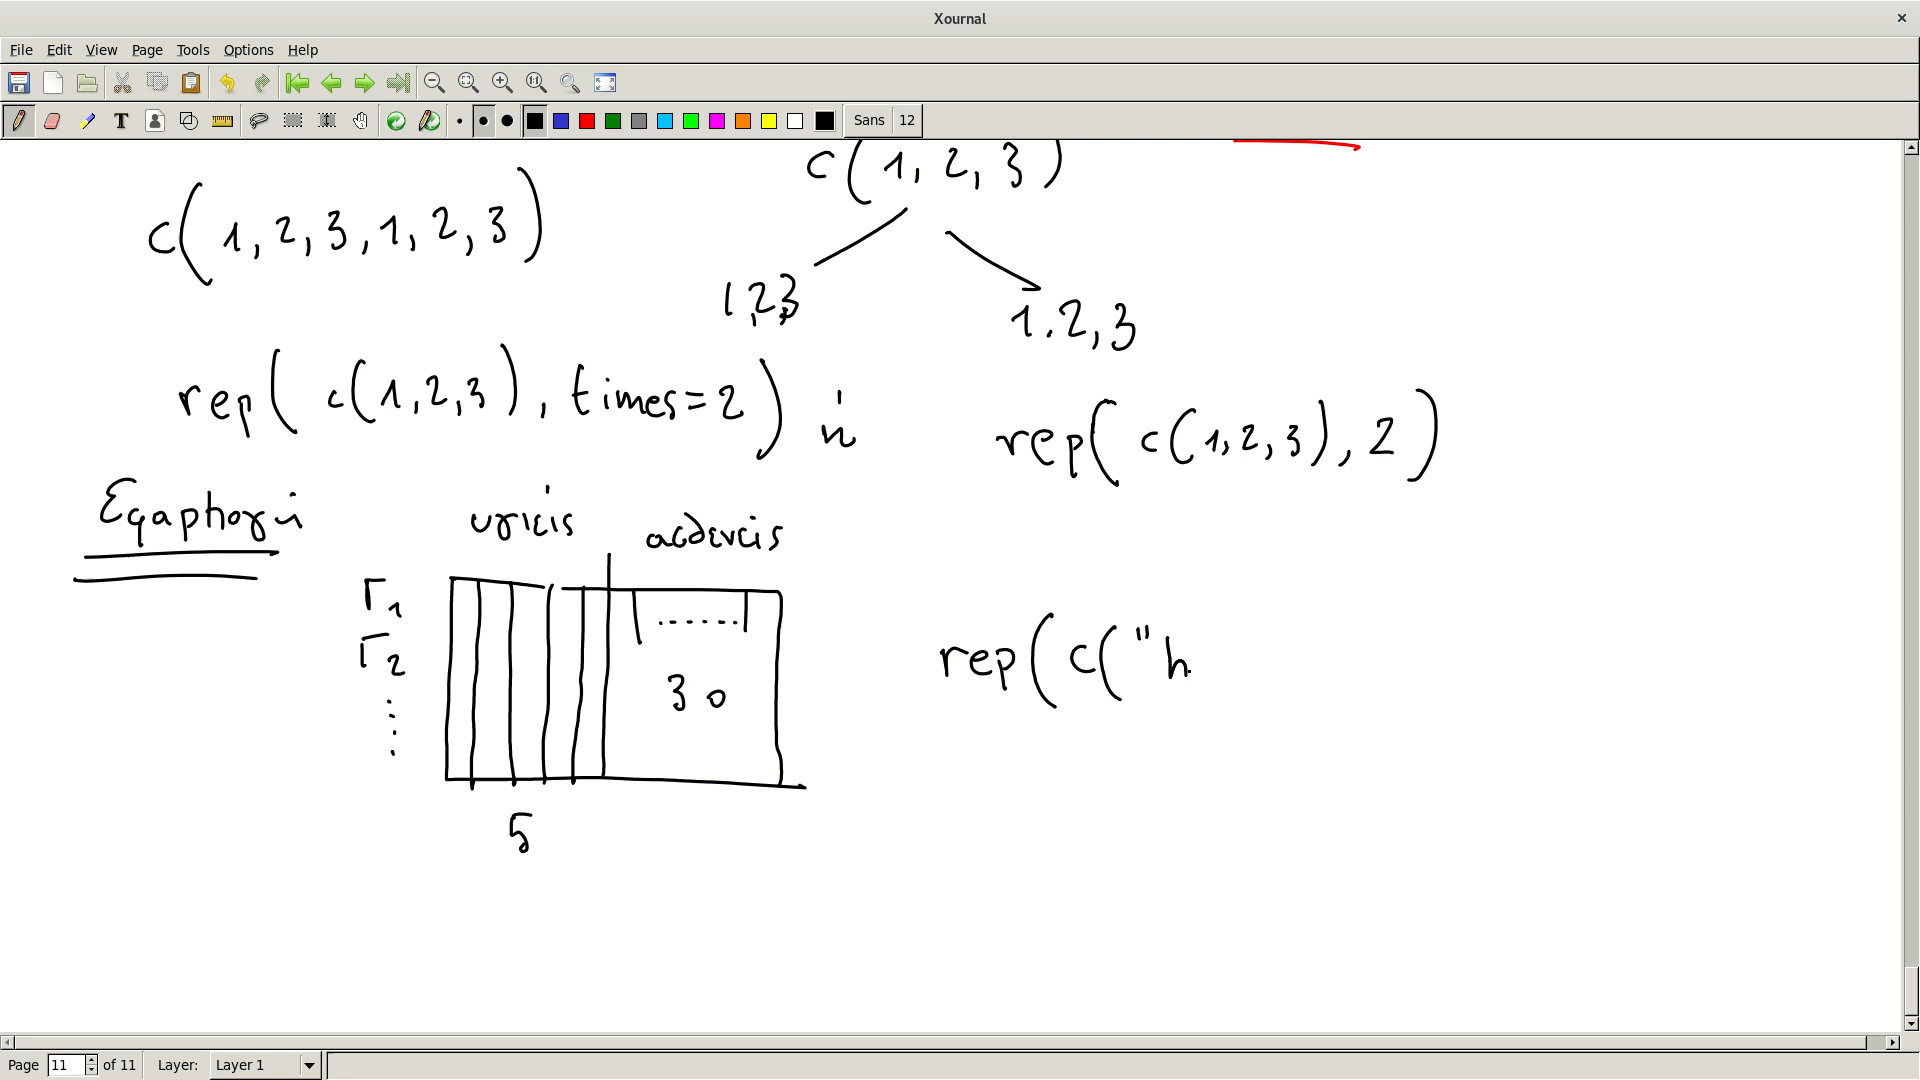 Xournal
File Edit View Page Tools Options Help
Sans 12
c(1, 2, 3)
c(1, 2, 3, 1, 2, 3)
1,2,3
1.2,3
rep( c(1,2,3), times=2 ) ή
rep( c(1,2,3), 2 )
Εφαρμογή
υγιείς ασθενείς
Γ1
Γ2
30
5
rep( c( "h
Page 11 of 11 Layer: Layer 1